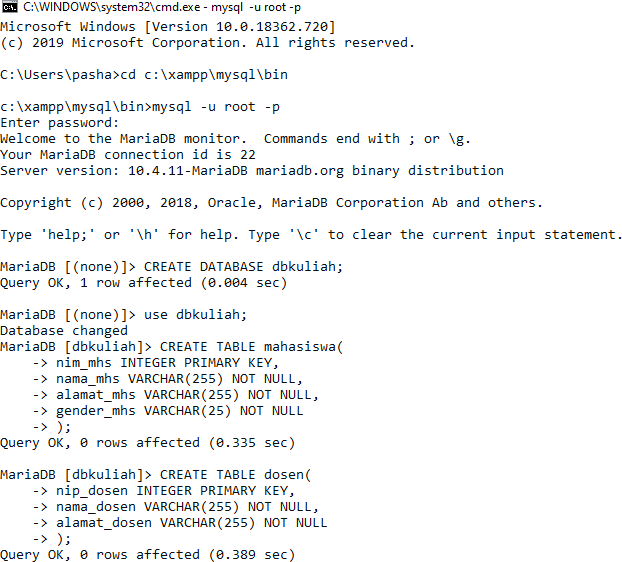 C:\WINDOWS\system32\cmd.exe - mysql  -u root -p
Microsoft Windows [Version 10.0.18362.720]
(c) 2019 Microsoft Corporation. All rights reserved.
C:\Users\pasha>cd c:\xampp\mysql\bin
c:\xampp\mysql\bin>mysql -u root -p
Enter password:
Welcome to the MariaDB monitor.  Commands end with ; or \g.
Your MariaDB connection id is 22
Server version: 10.4.11-MariaDB mariadb.org binary distribution
Copyright (c) 2000, 2018, Oracle, MariaDB Corporation Ab and others.
Type 'help;' or '\h' for help. Type '\c' to clear the current input statement.
MariaDB [(none)]> CREATE DATABASE dbkuliah;
Query OK, 1 row affected (0.004 sec)
MariaDB [(none)]> use dbkuliah;
Database changed
MariaDB [dbkuliah]> CREATE TABLE mahasiswa(
    -> nim_mhs INTEGER PRIMARY KEY,
    -> nama_mhs VARCHAR(255) NOT NULL,
    -> alamat_mhs VARCHAR(255) NOT NULL,
    -> gender_mhs VARCHAR(25) NOT NULL
    -> );
Query OK, 0 rows affected (0.335 sec)
MariaDB [dbkuliah]> CREATE TABLE dosen(
    -> nip_dosen INTEGER PRIMARY KEY,
    -> nama_dosen VARCHAR(255) NOT NULL,
    -> alamat_dosen VARCHAR(255) NOT NULL
    -> );
Query OK, 0 rows affected (0.389 sec)